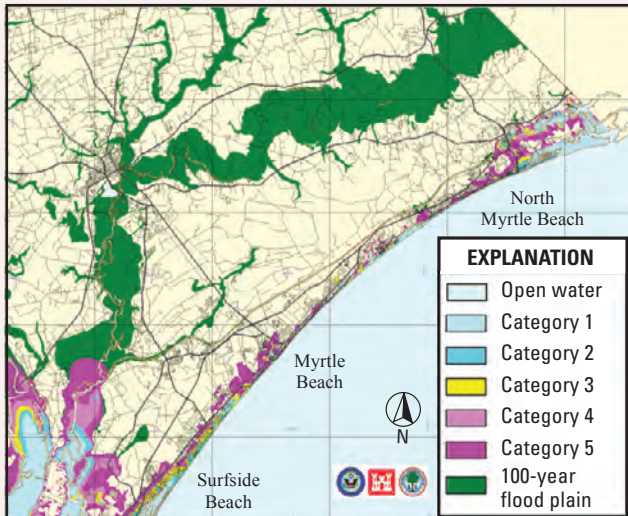 North
Myrtle Beach
Myrtle
Beach
Surfside
Beach
N
EXPLANATION
Open water
Category 1
Category 2
Category 3
Category 4
Category 5
100-year
flood plain